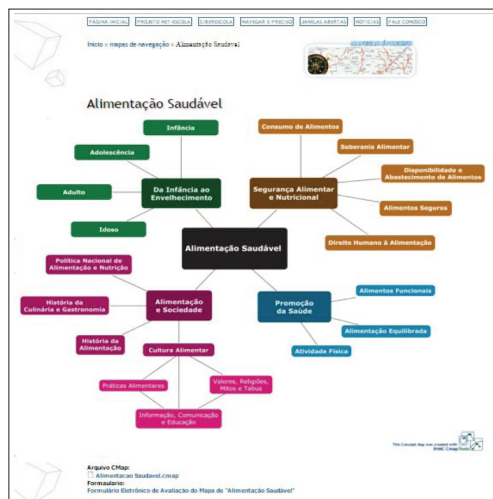 PÁGINA INICIAL PROJETO NET-ESCOLA CIBERESCOLA NAVEGAR É PRECISO JANELAS ABERTAS NOTÍCIAS FALE CONOSCO
Início » mapas de navegação » Alimentação Saudável
Alimentação Saudável
Infância
Adolescência
Adulto
Idoso
Da Infância ao
Envelhecimento
Consumo de Alimentos
Soberania Alimentar
Disponibilidade e
Abastecimento de Alimentos
Alimentos Seguros
Direito Humano à Alimentação
Segurança Alimentar
e Nutricional
Alimentação Saudável
Política Nacional de
Alimentação e Nutrição
História da
Culinária e Gastronomia
História da
Alimentação
Alimentação
e Sociedade
Cultura Alimentar
Práticas Alimentares
Valores, Religiões,
Mitos e Tabus
Informação, Comunicação
e Educação
Promoção
da Saúde
Alimentos Funcionais
Alimentação Equilibrada
Atividade Física
This Concept Map was created with
IHMC CmapTools
Arquivo CMap:
Alimentacao Saudavel.cmap
Formulário:
Formulário Eletrônico de Avaliação do Mapa de "Alimentação Saudável"